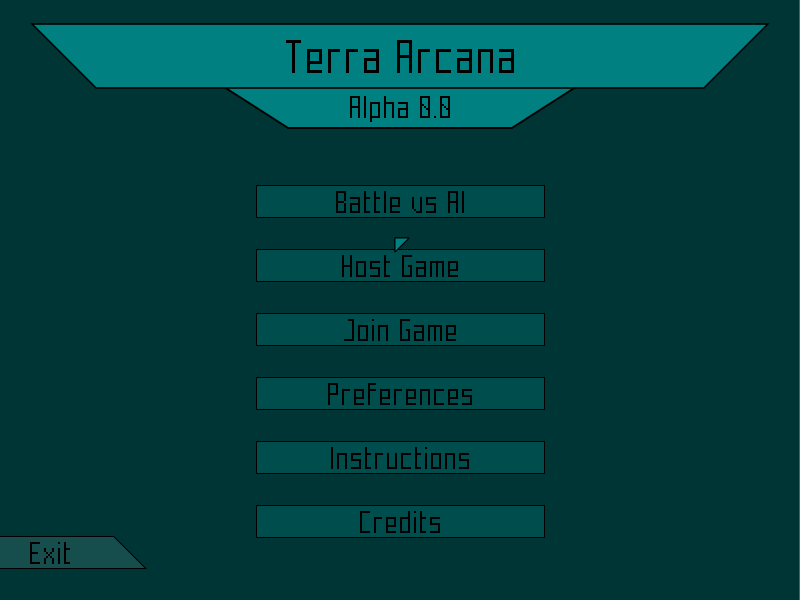 Terra Arcana
Alpha 0.0
Battle vs AI
Host Game
Join Game
Preferences
Instructions
Credits
Exit